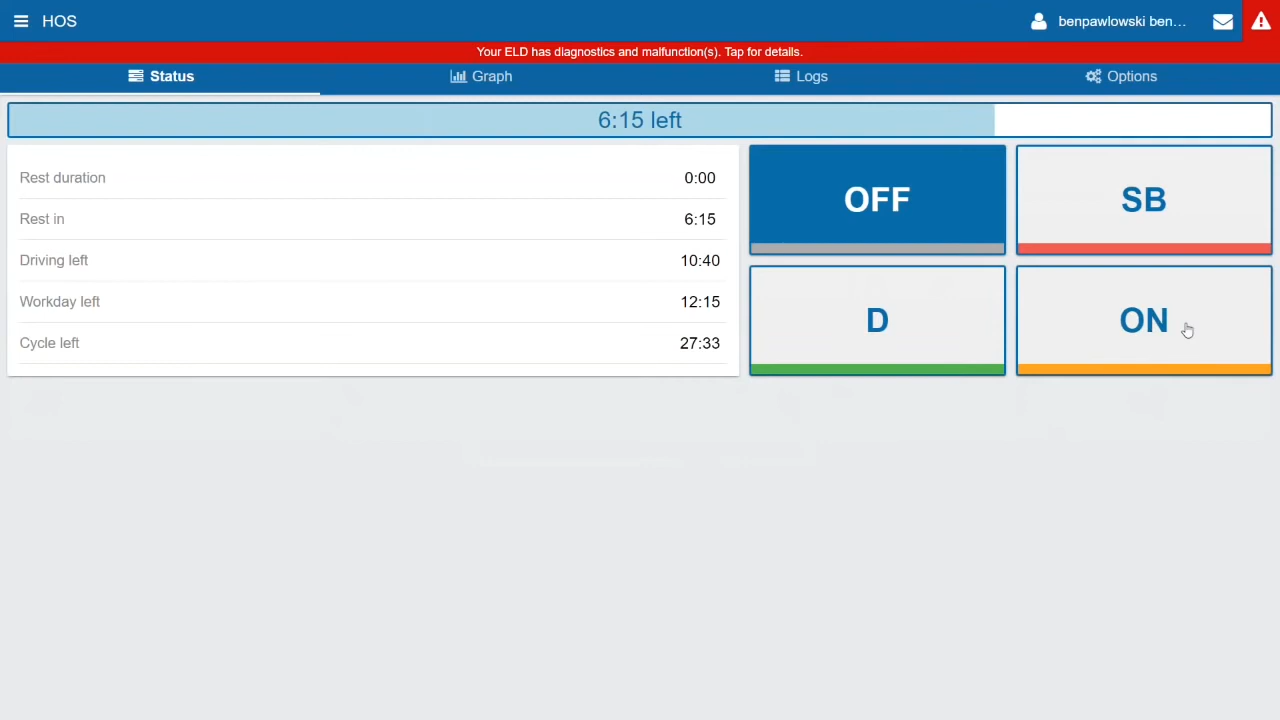 HOS
benpawlowski ben...
Your ELD has diagnostics and malfunction(s). Tap for details.
Status
Graph
Logs
Options
6:15 left
Rest duration 0:00
Rest in 6:15
Driving left 10:40
Workday left 12:15
Cycle left 27:33
OFF
SB
D
ON